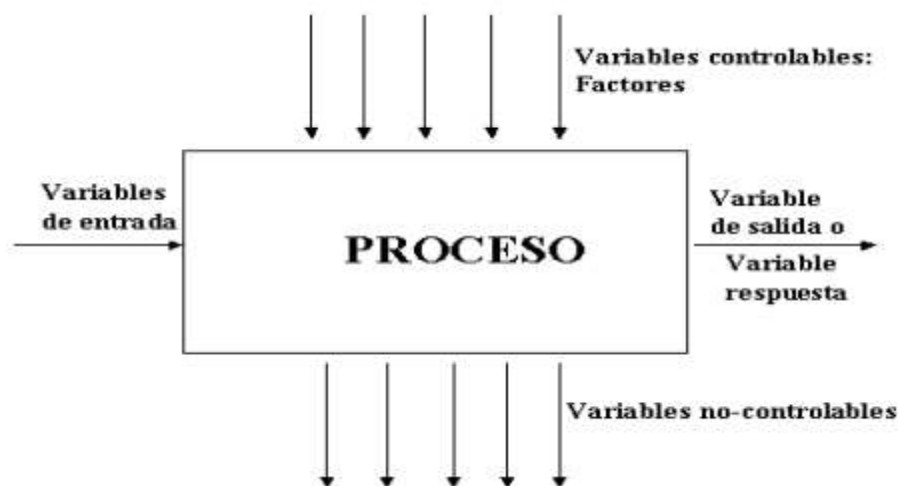 Variables controlables:
Factores
Variables
de entrada
PROCESO
Variable
de salida o
Variable
respuesta
Variables no-controlables